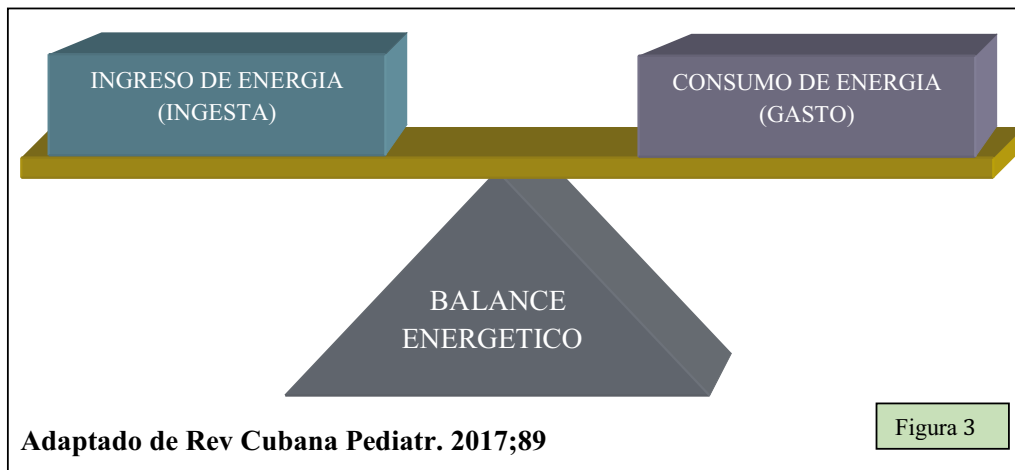 INGRESO DE ENERGIA
(INGESTA)
CONSUMO DE ENERGIA
(GASTO)
BALANCE
ENERGETICO
Adaptado de Rev Cubana Pediatr. 2017;89
Figura 3